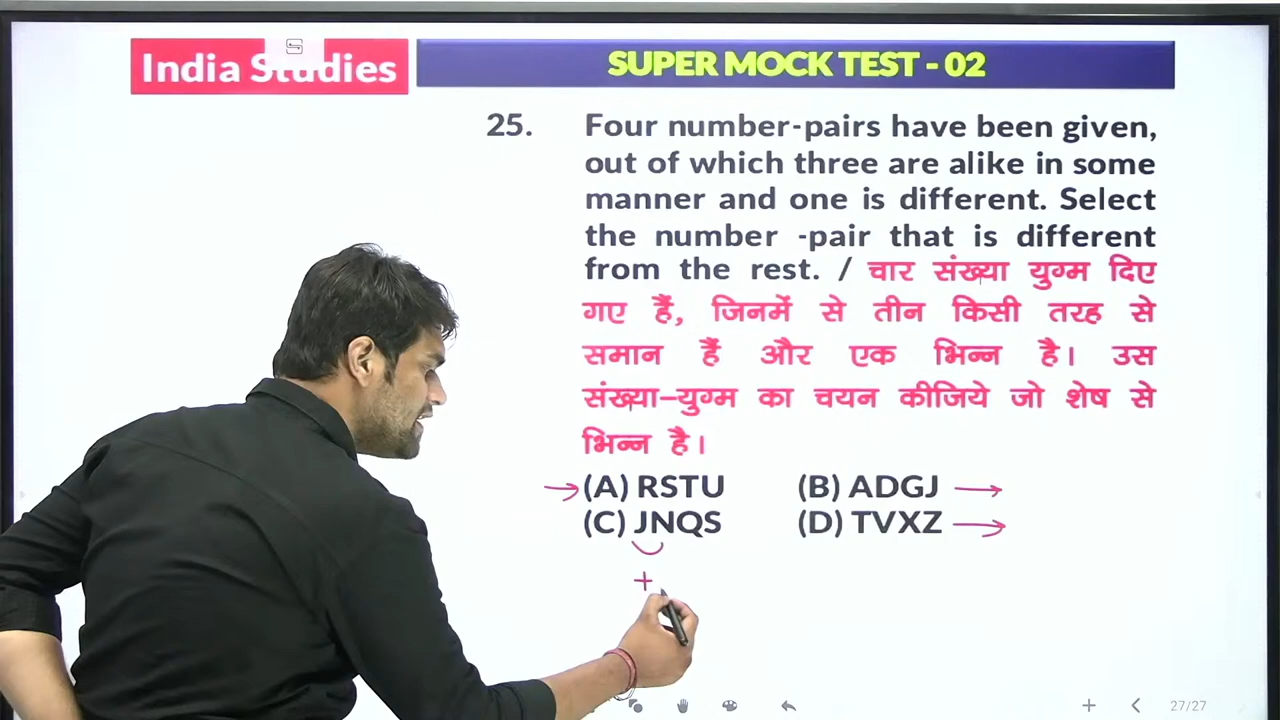 India Studies
SUPER MOCK TEST - 02
25. Four number-pairs have been given,
out of which three are alike in some
manner and one is different. Select
the number -pair that is different
from the rest. / चार संख्या युग्म दिए
गए हैं, जिनमें से तीन किसी तरह से
समान हैं और एक भिन्न है। उस
संख्या–युग्म का चयन कीजिये जो शेष से
भिन्न है।
(A) RSTU (B) ADGJ
(C) JNQS (D) TVXZ
+
27/27